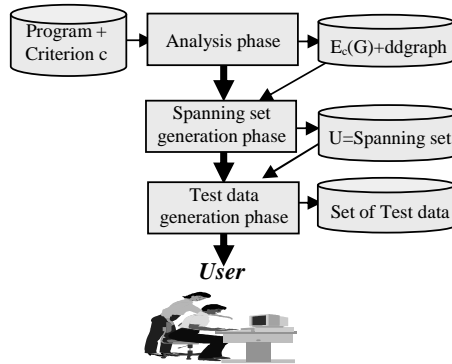 Program +
Criterion c
Analysis phase
E_c(G)+ddgraph
Spanning set
generation phase
U=Spanning set
Test data
generation phase
Set of Test data
User